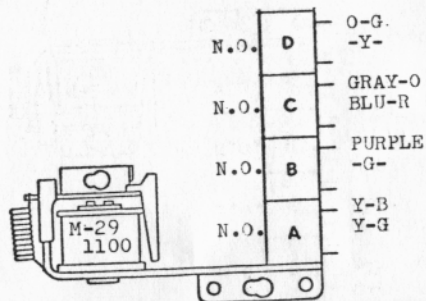 O-G.
N.O. D -Y-
GRAY-O
N.O. C BLU-R
PURPLE
N.O. B -G-
Y-B
N.O. A Y-G
M-29
1100